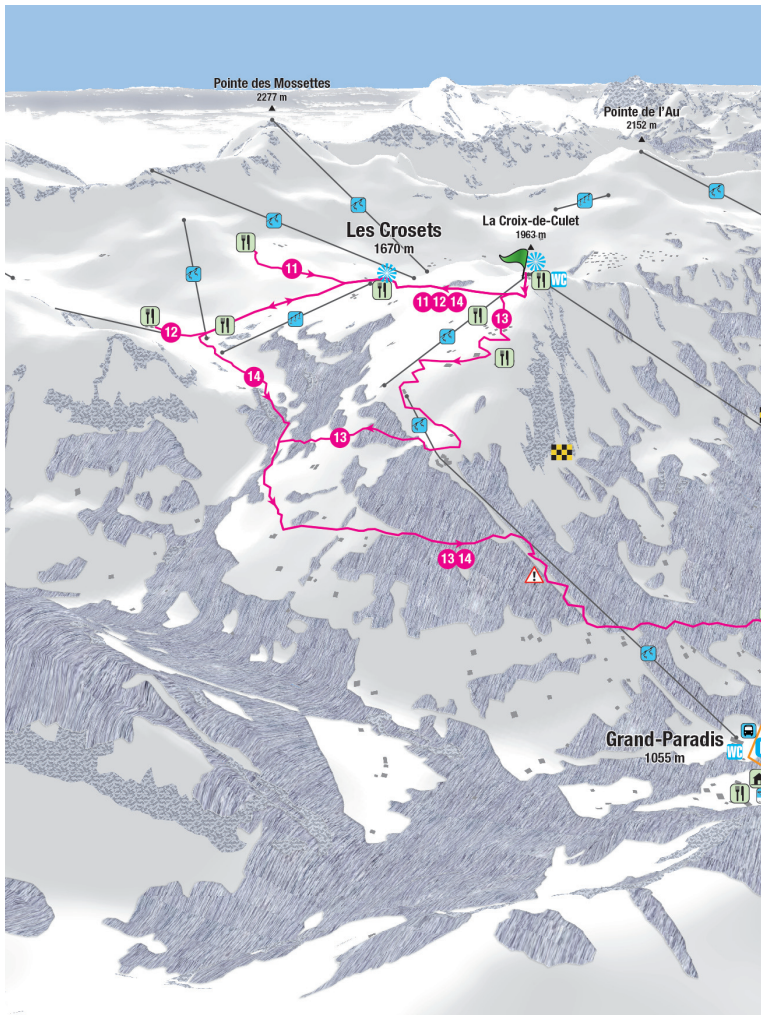 Pointe des Mossettes
2277 m
Pointe de l'Au
2152 m
La Croix-de-Culet
1963 m
Les Crosets
1670 m
WC
11
11 12 14
13
12
14
13
13 14
!
Grand-Paradis
1055 m
WC